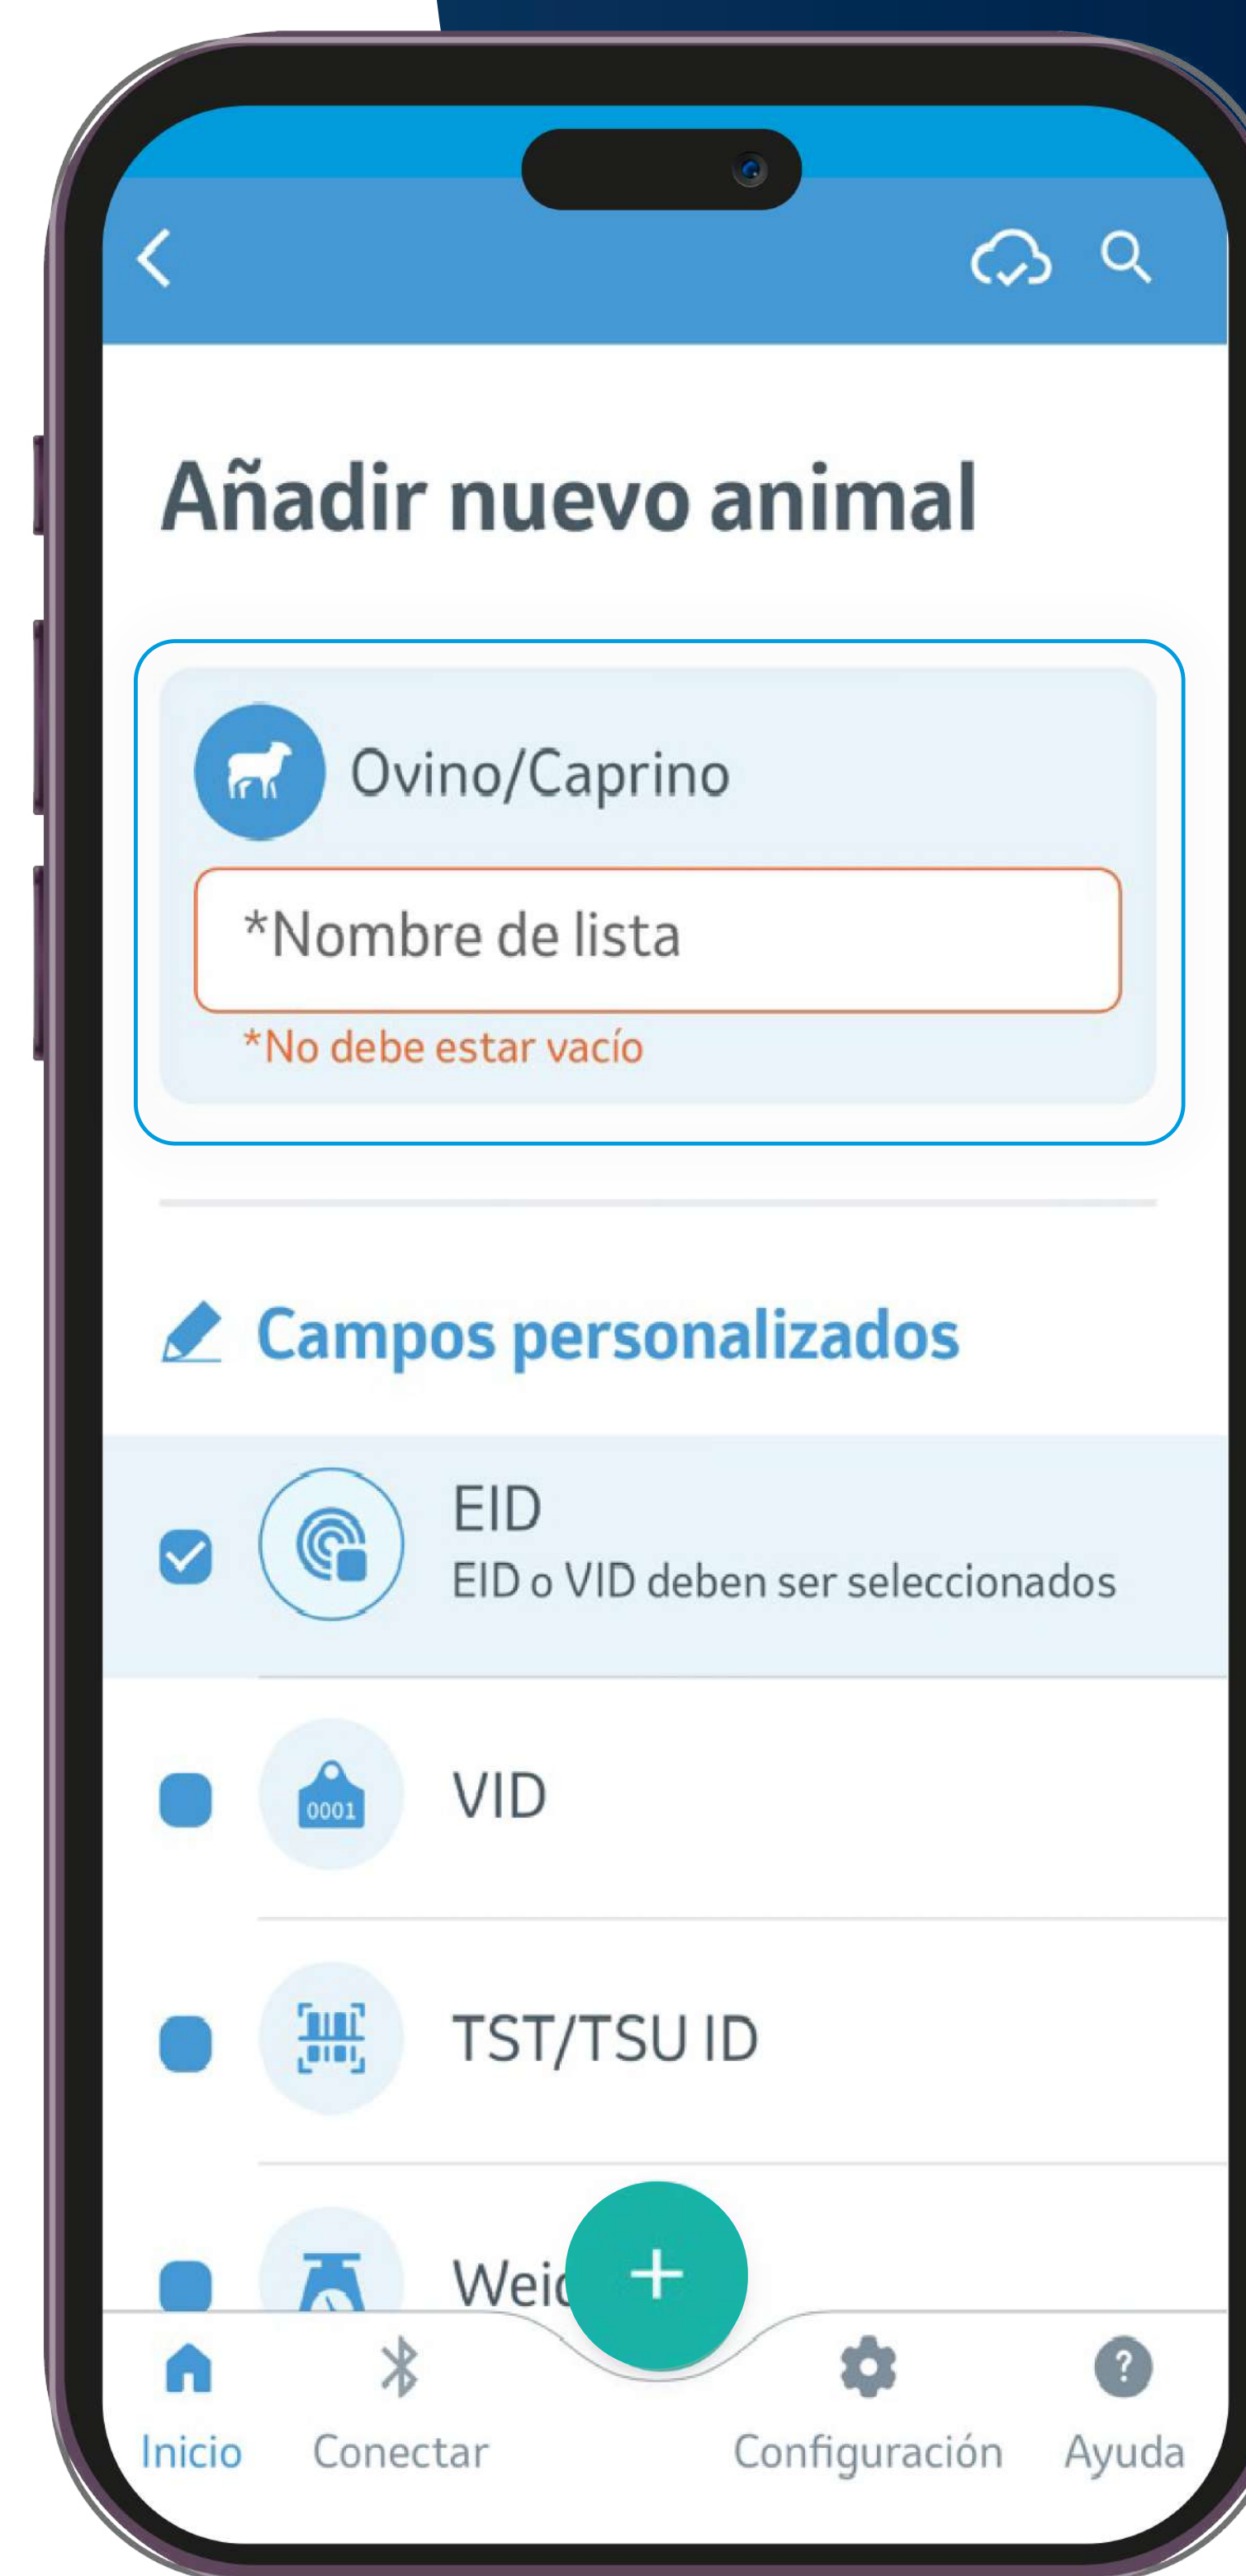 Añadir nuevo animal
Ovino/Caprino
*Nombre de lista
*No debe estar vacío
Campos personalizados
EID
EID o VID deben ser seleccionados
0001
VID
TST/TSU ID
+
Inicio
Conectar
Configuración
?
Ayuda